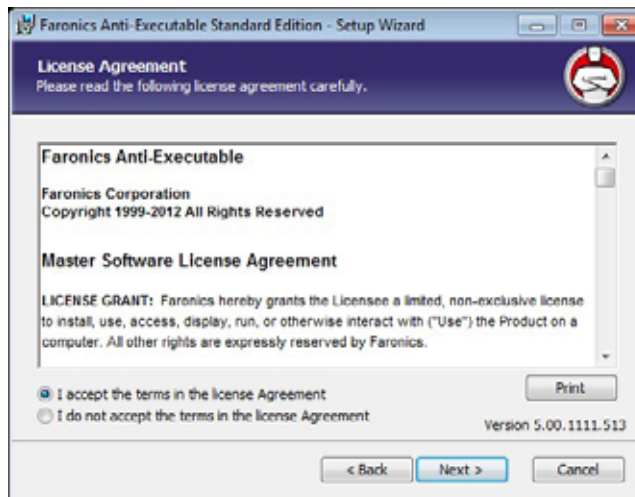 Faronics Anti-Executable Standard Edition - Setup Wizard
License Agreement
Please read the following license agreement carefully.
Faronics Anti-Executable
Faronics Corporation
Copyright 1999-2012 All Rights Reserved
Master Software License Agreement
LICENSE GRANT: Faronics hereby grants the Licensee a limited, non-exclusive license
to install, use, access, display, run, or otherwise interact with ("Use") the Product on a
computer. All other rights are expressly reserved by Faronics.
I accept the terms in the license Agreement
Print
I do not accept the terms in the license Agreement
Version 5.00.1111.513
< Back
Next >
Cancel